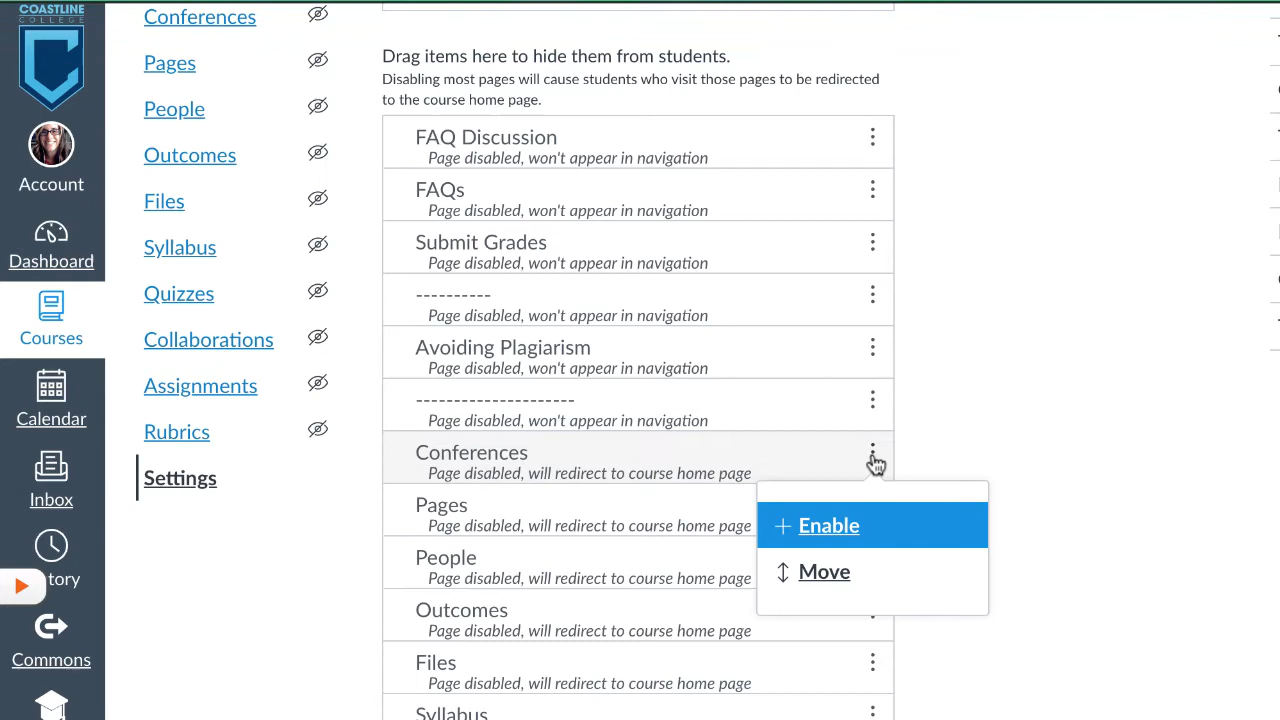 COASTLINE
COLLEGE
Account
Dashboard
Courses
Calendar
Inbox
tory
Commons
Conferences
Pages
People
Outcomes
Files
Syllabus
Quizzes
Collaborations
Assignments
Rubrics
Settings
Drag items here to hide them from students.
Disabling most pages will cause students who visit those pages to be redirected
to the course home page.
FAQ Discussion
Page disabled, won't appear in navigation
FAQs
Page disabled, won't appear in navigation
Submit Grades
Page disabled, won't appear in navigation
----------
Page disabled, won't appear in navigation
Avoiding Plagiarism
Page disabled, won't appear in navigation
---------------------
Page disabled, won't appear in navigation
Conferences
Page disabled, will redirect to course home page
Pages
Page disabled, will redirect to course home page
People
Page disabled, will redirect to course home page
Outcomes
Page disabled, will redirect to course home page
Files
Page disabled, will redirect to course home page
Syllabus
+ Enable
Move